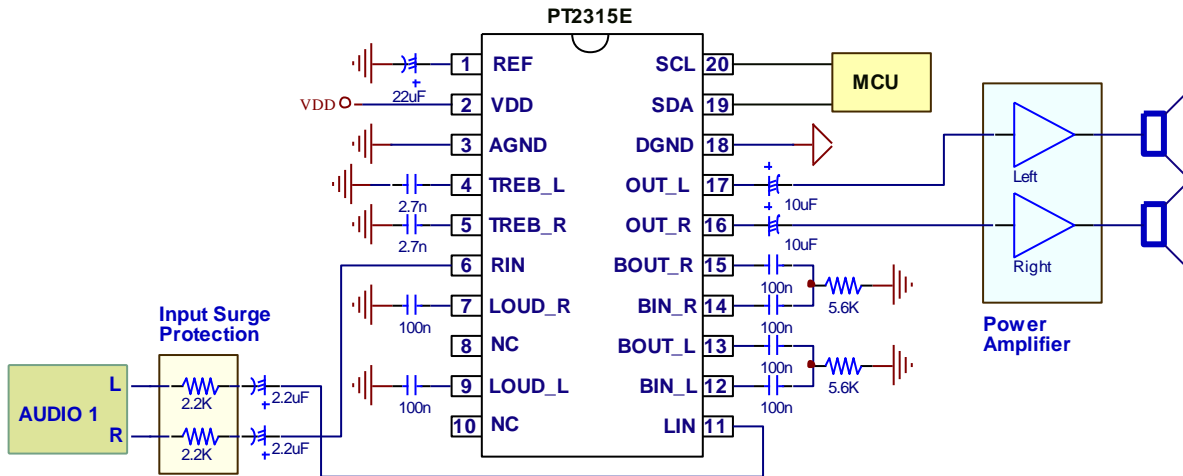 PT2315E
1 REF
SCL 20
MCU
22uF
+
VDD
2 VDD
SDA 19
3 AGND
DGND 18
4 TREB_L
OUT_L 17
+
Left
2.7n
10uF
5 TREB_R
OUT_R 16
+
2.7n
10uF
6 RIN
BOUT_R 15
Right
100n
5.6K
7 LOUD_R
BIN_R 14
100n
100n
Input Surge
Protection
Power
Amplifier
8 NC
BOUT_L 13
100n
5.6K
9 LOUD_L
BIN_L 12
100n
100n
AUDIO 1
L
2.2K
+
2.2uF
10 NC
LIN 11
R
2.2K
+
2.2uF